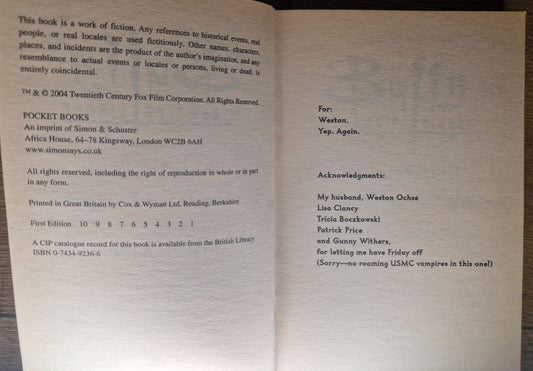 This book is a work of fiction. Any references to historical events, real
people, or real locales are used fictitiously. Other names, characters,
places, and incidents are the product of the author's imagination, and any
resemblance to actual events or locales or persons, living or dead, is
entirely coincidental.
™ & © 2004 Twentieth Century Fox Film Corporation. All Rights Reserved.
POCKET BOOKS
An imprint of Simon & Schuster
Africa House, 64–78 Kingsway, London WC2B 6AH
www.simonsays.co.uk
All rights reserved, including the right of reproduction in whole or in part
in any form.
Printed in Great Britain by Cox & Wyman Ltd, Reading, Berkshire
First Edition 10 9 8 7 6 5 4 3 2 1
A CIP catalogue record for this book is available from the British Library
ISBN 0-7434-9236-6
For:
Weston.
Yep. Again.
Acknowledgments:
My husband, Weston Ochse
Lisa Clancy
Tricia Boczkowski
Patrick Price
and Gunny Withers,
for letting me have Friday off
(Sorry—no roaming USMC vampires in this one!)